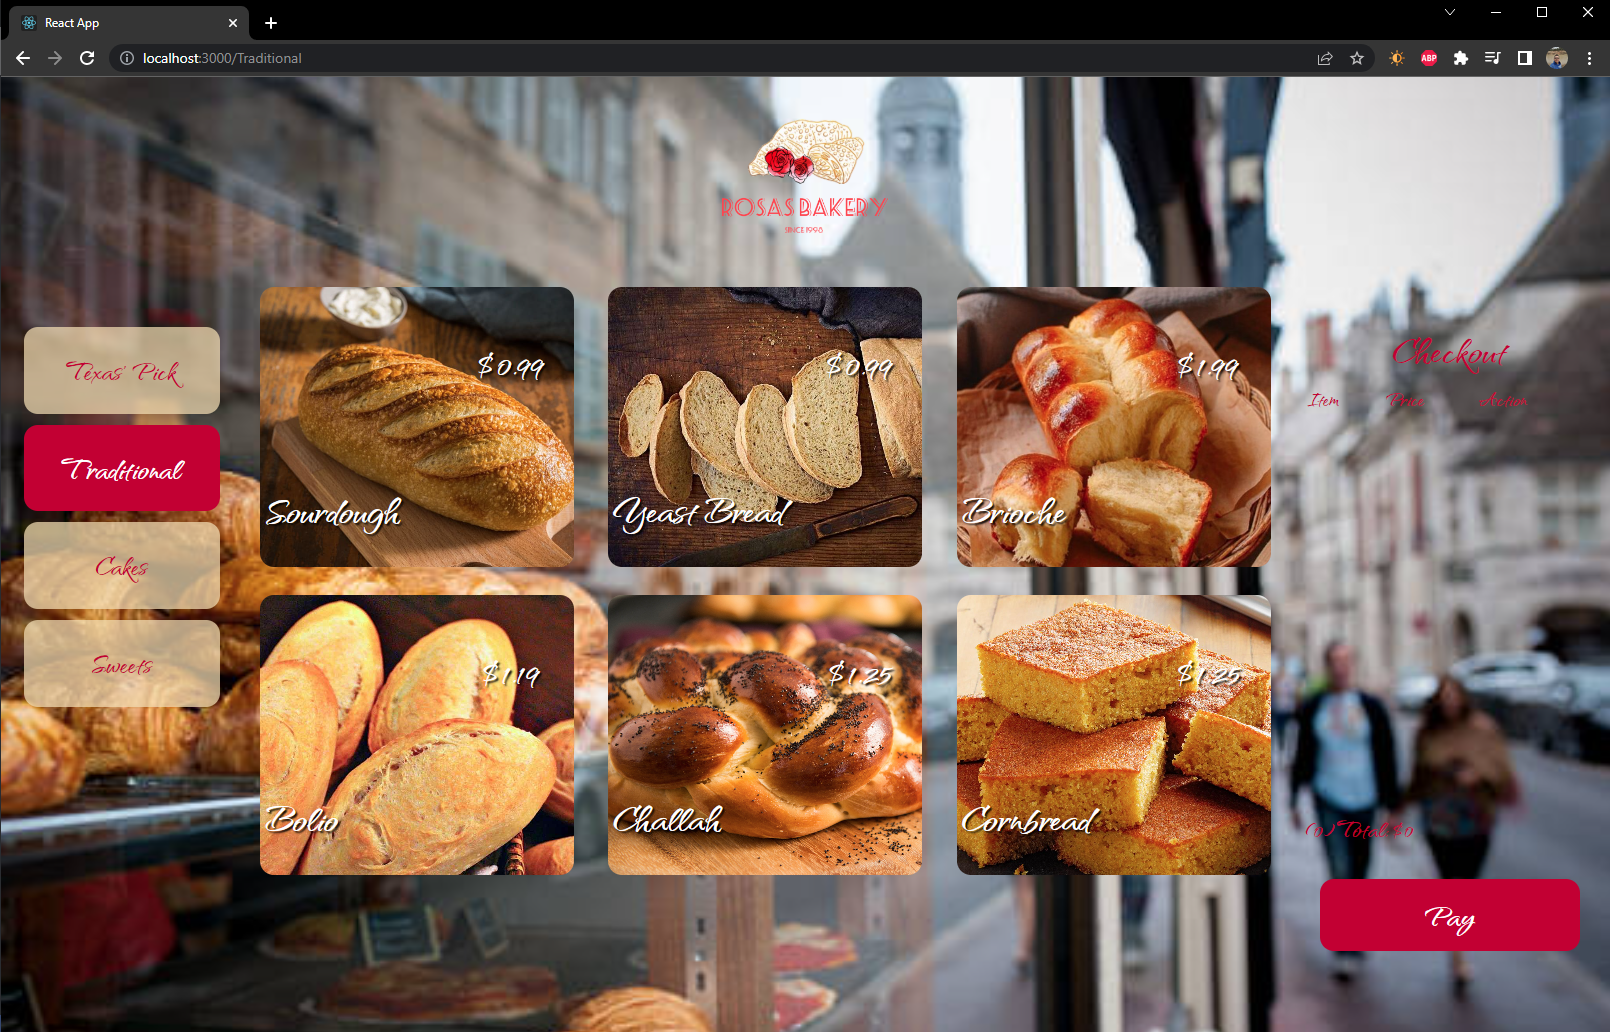 React App
localhost:3000/Traditional
ABP
ROSAS BAKERY
SINCE 1998
Texas' Pick
Traditional
Cakes
Sweets
$0.99
Sourdough
$0.99
Yeast Bread
$1.99
Brioche
$1.19
Bolio
$1.25
Challah
$1.25
Cornbread
Checkout
Item Price Action
(0) Total $0
Pay